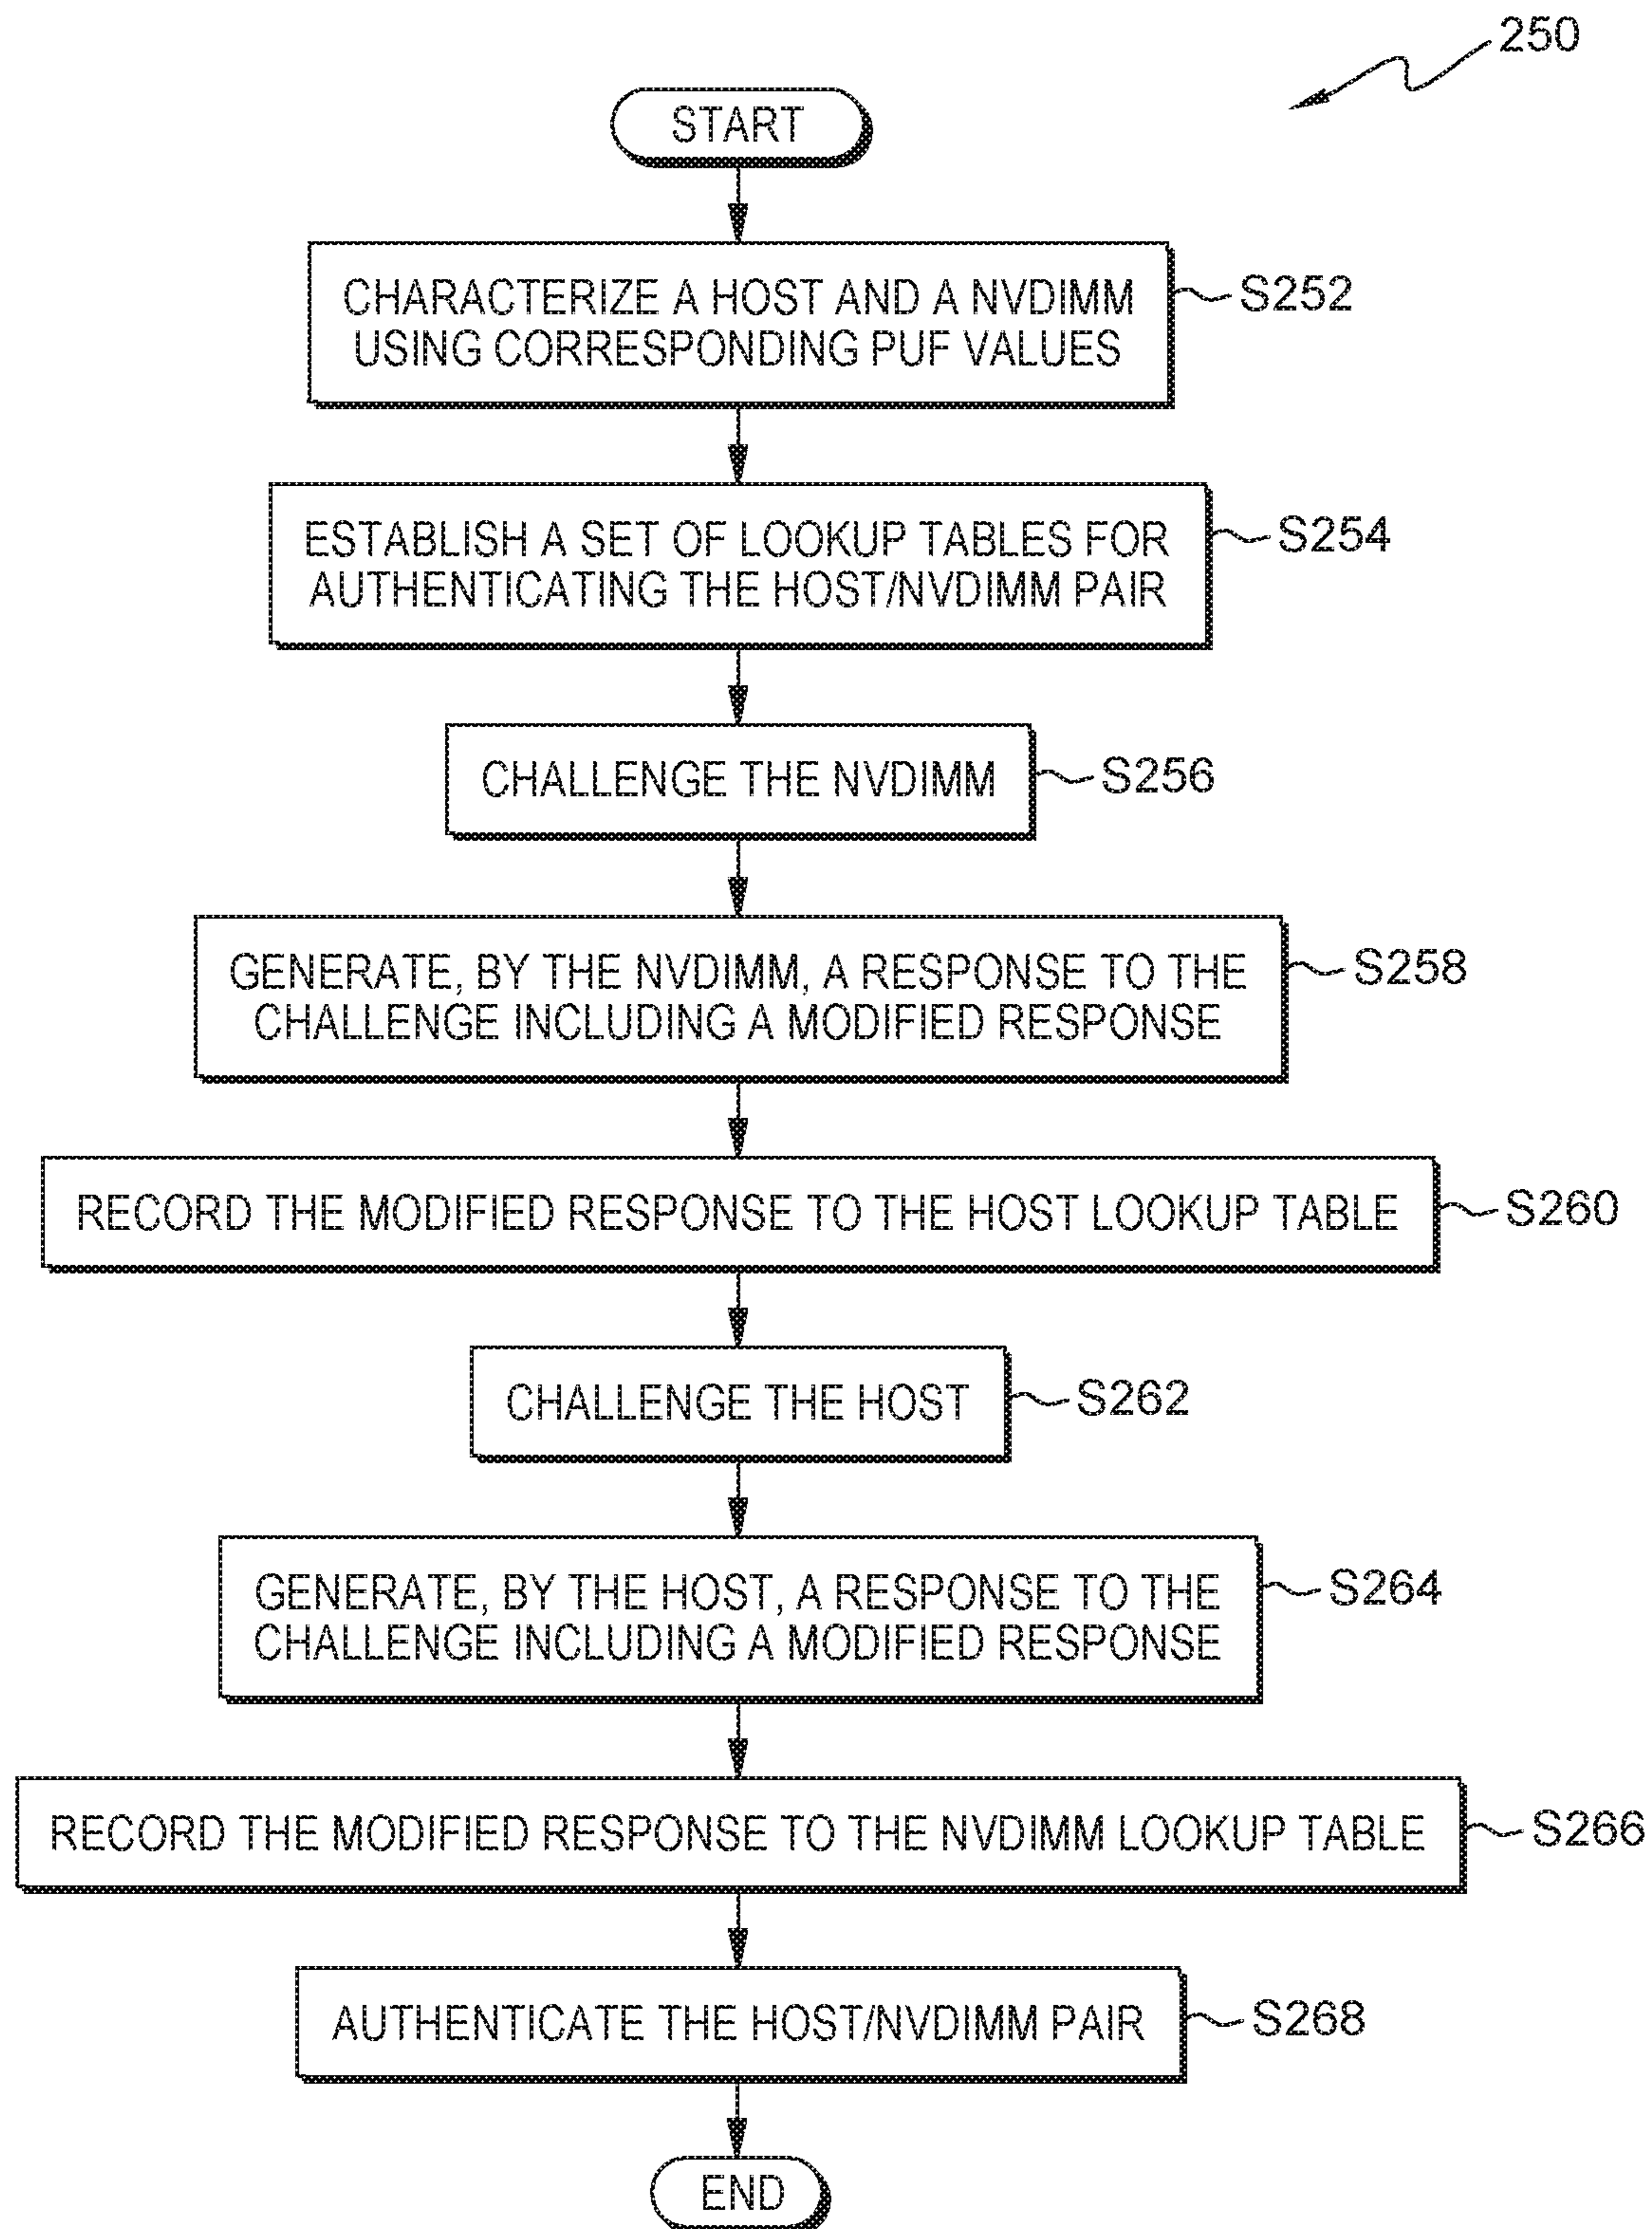 250
START
CHARACTERIZE A HOST AND A NVDIMM
USING CORRESPONDING PUF VALUES
S252
ESTABLISH A SET OF LOOKUP TABLES FOR
AUTHENTICATING THE HOST/NVDIMM PAIR
S254
CHALLENGE THE NVDIMM
S256
GENERATE, BY THE NVDIMM, A RESPONSE TO THE
CHALLENGE INCLUDING A MODIFIED RESPONSE
S258
RECORD THE MODIFIED RESPONSE TO THE HOST LOOKUP TABLE
S260
CHALLENGE THE HOST
S262
GENERATE, BY THE HOST, A RESPONSE TO THE
CHALLENGE INCLUDING A MODIFIED RESPONSE
S264
RECORD THE MODIFIED RESPONSE TO THE NVDIMM LOOKUP TABLE
S266
AUTHENTICATE THE HOST/NVDIMM PAIR
S268
END